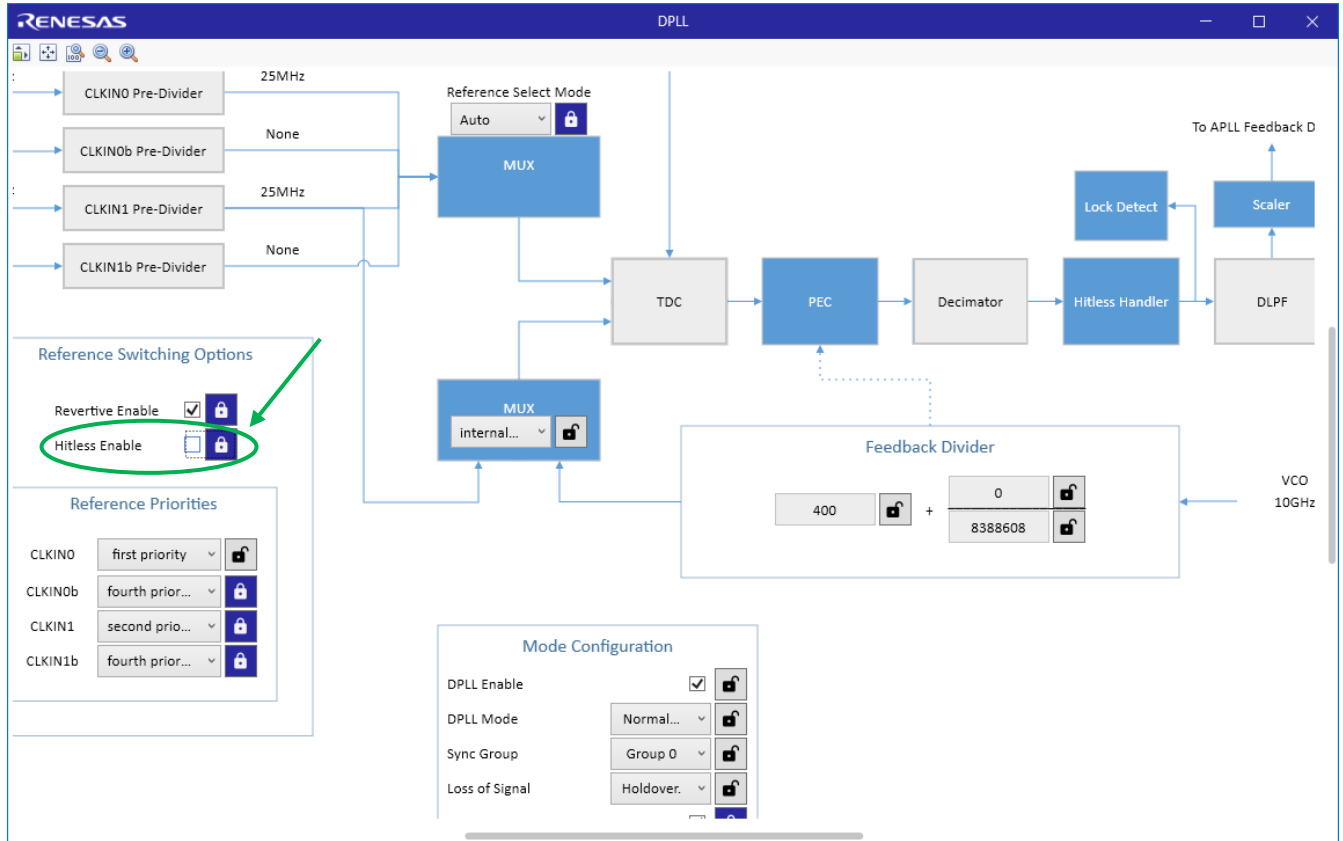 RENESAS
DPLL
100
:
CLKIN0 Pre-Divider
25MHz
CLKIN0b Pre-Divider
None
:
CLKIN1 Pre-Divider
25MHz
CLKIN1b Pre-Divider
None
Reference Select Mode
Auto
MUX
To APLL Feedback D
Lock Detect
Scaler
TDC
PEC
Decimator
Hitless Handler
DLPF
Reference Switching Options
Revertive Enable
Hitless Enable
MUX
internal...
Feedback Divider
400
+
0
8388608
VCO
10GHz
Reference Priorities
CLKIN0
first priority
CLKIN0b
fourth prior...
CLKIN1
second prio...
CLKIN1b
fourth prior...
Mode Configuration
DPLL Enable
DPLL Mode
Normal...
Sync Group
Group 0
Loss of Signal
Holdover.